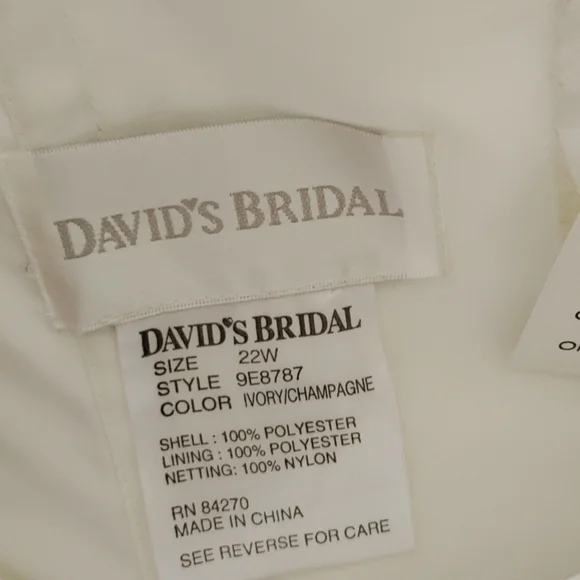 DAVID'S BRIDAL
DAVID'S BRIDAL
SIZE 22W
STYLE 9E8787
COLOR IVORY/CHAMPAGNE
SHELL : 100% POLYESTER
LINING : 100% POLYESTER
NETTING: 100% NYLON
RN 84270
MADE IN CHINA
SEE REVERSE FOR CARE